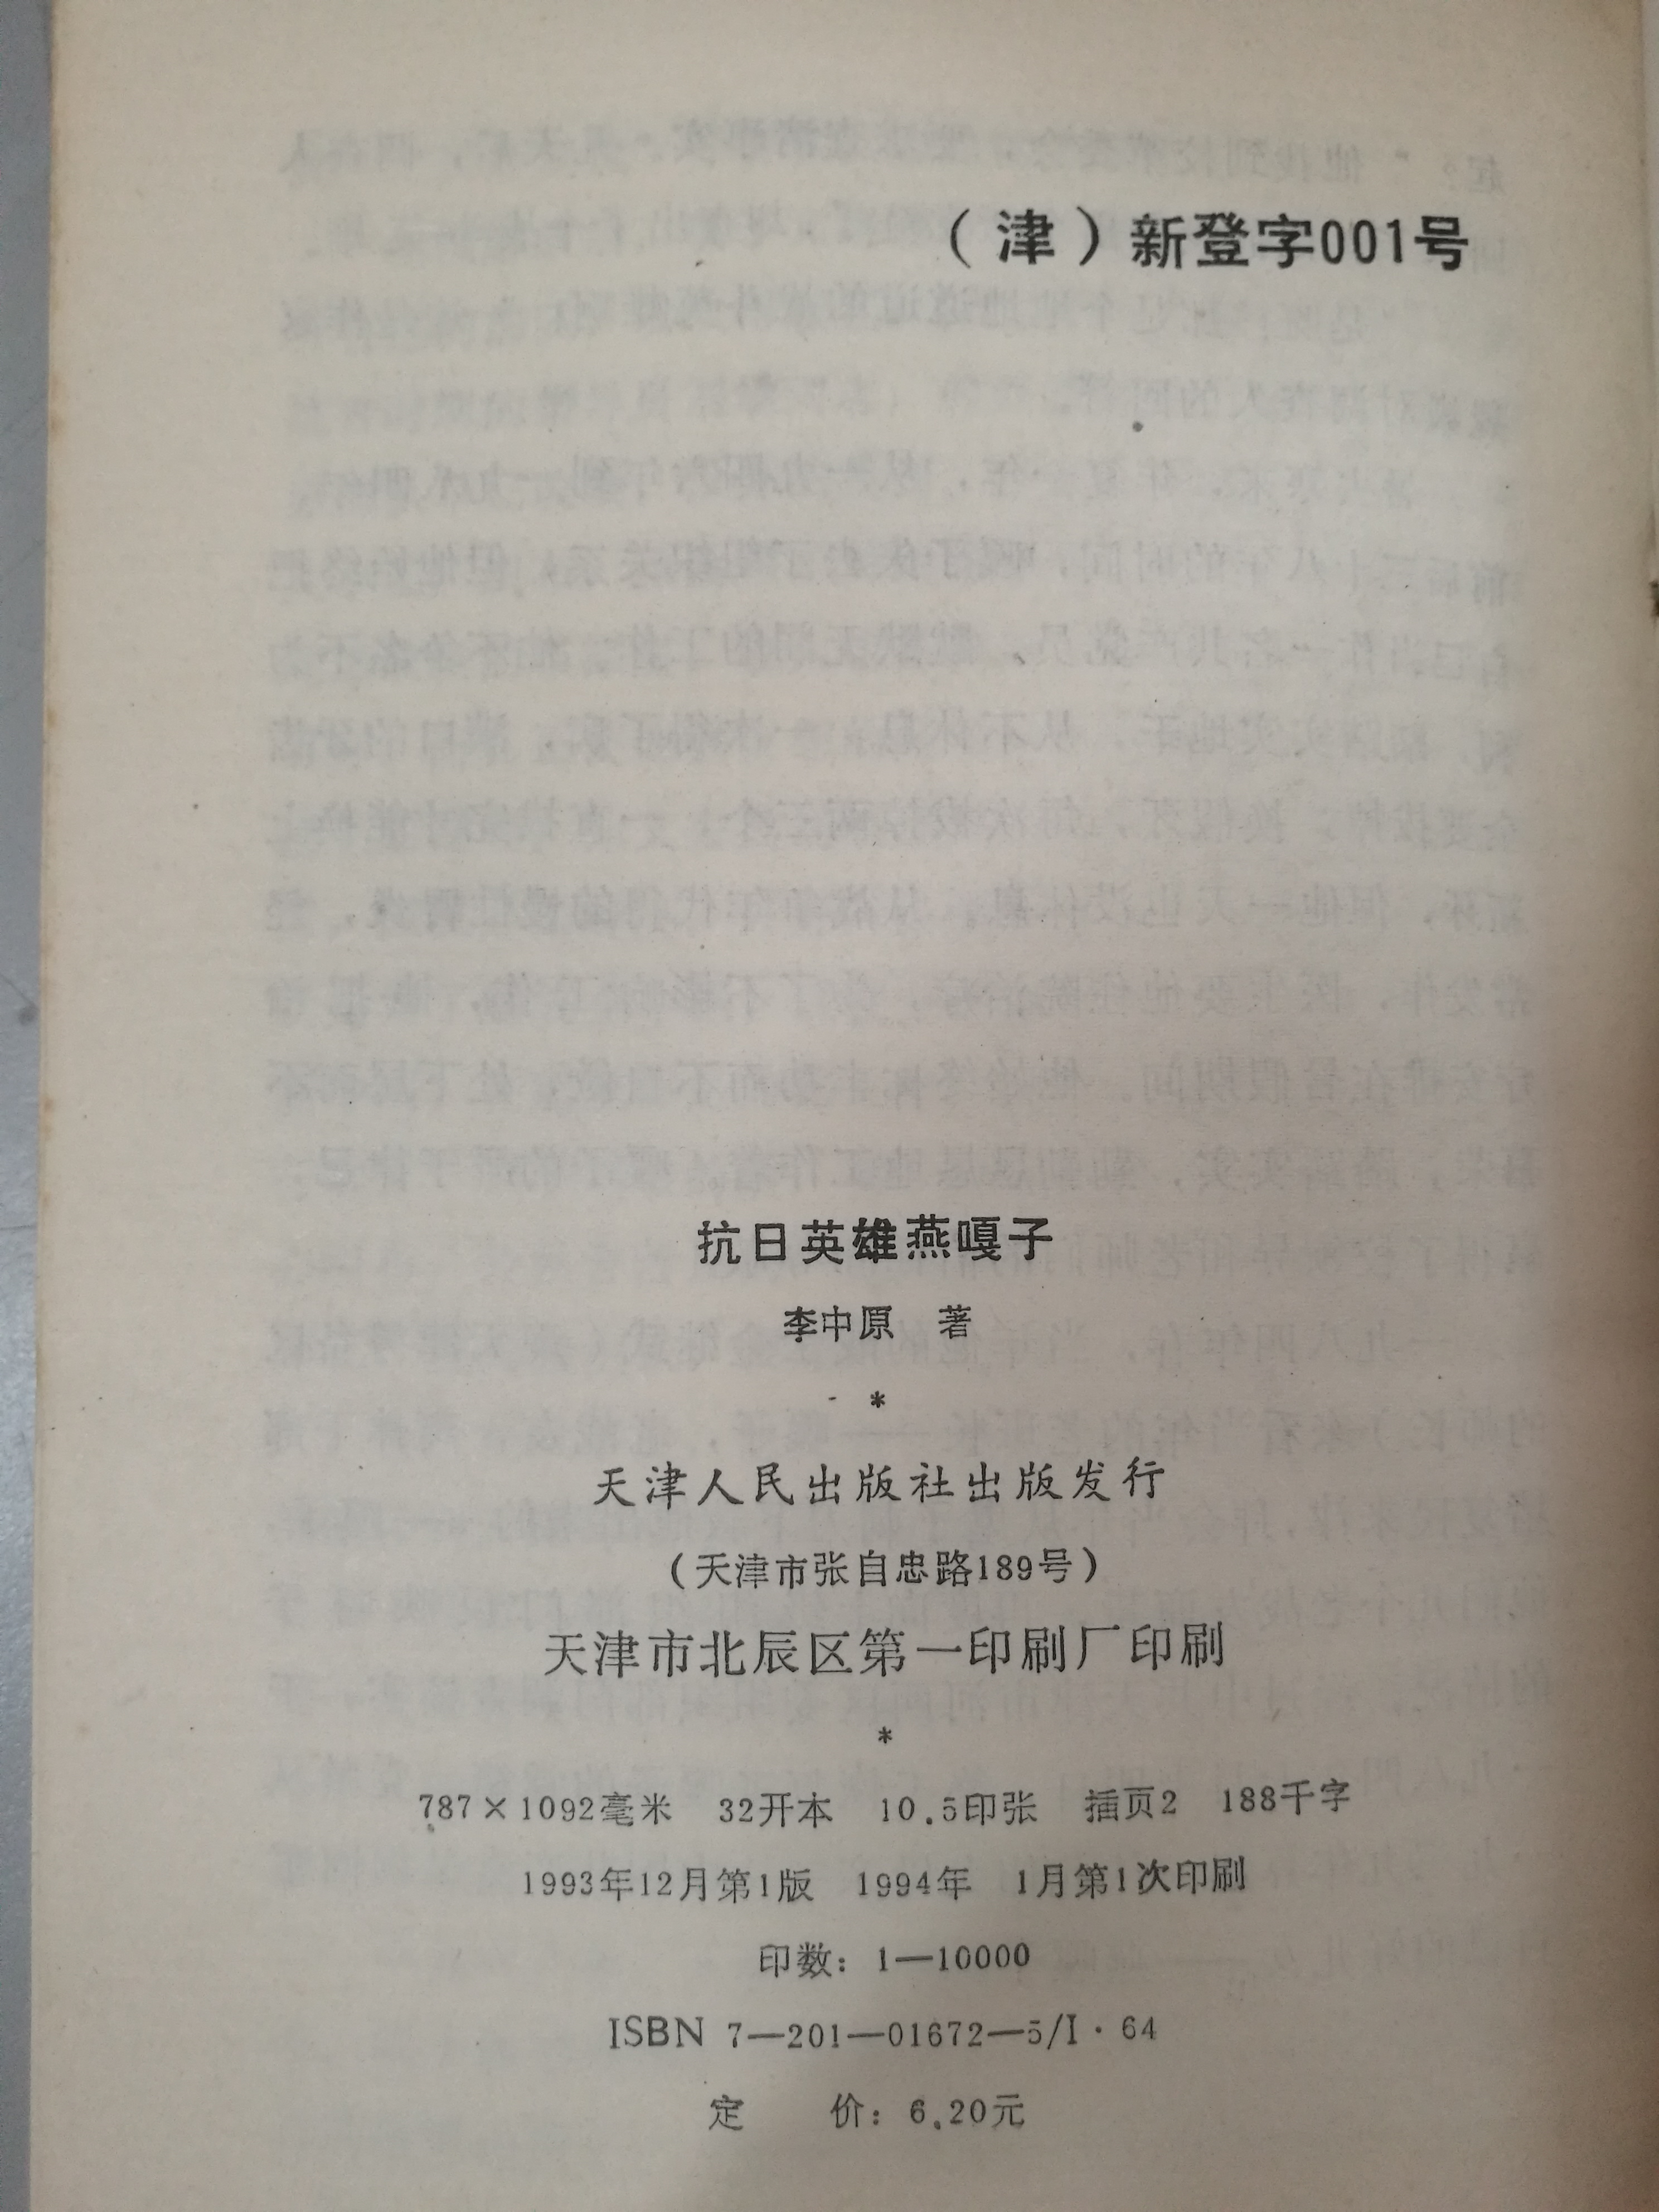 （津）新登字001号
抗日英雄燕嘎子
李中原 著
*
天津人民出版社出版发行
（天津市张自忠路189号）
天津市北辰区第一印刷厂印刷
*
787×1092毫米 32开本 10.5印张 插页2 188千字
1993年12月第1版 1994年 1月第1次印刷
印数：1—10000
ISBN 7—201—01672—5/I·64
定 价：6.20元